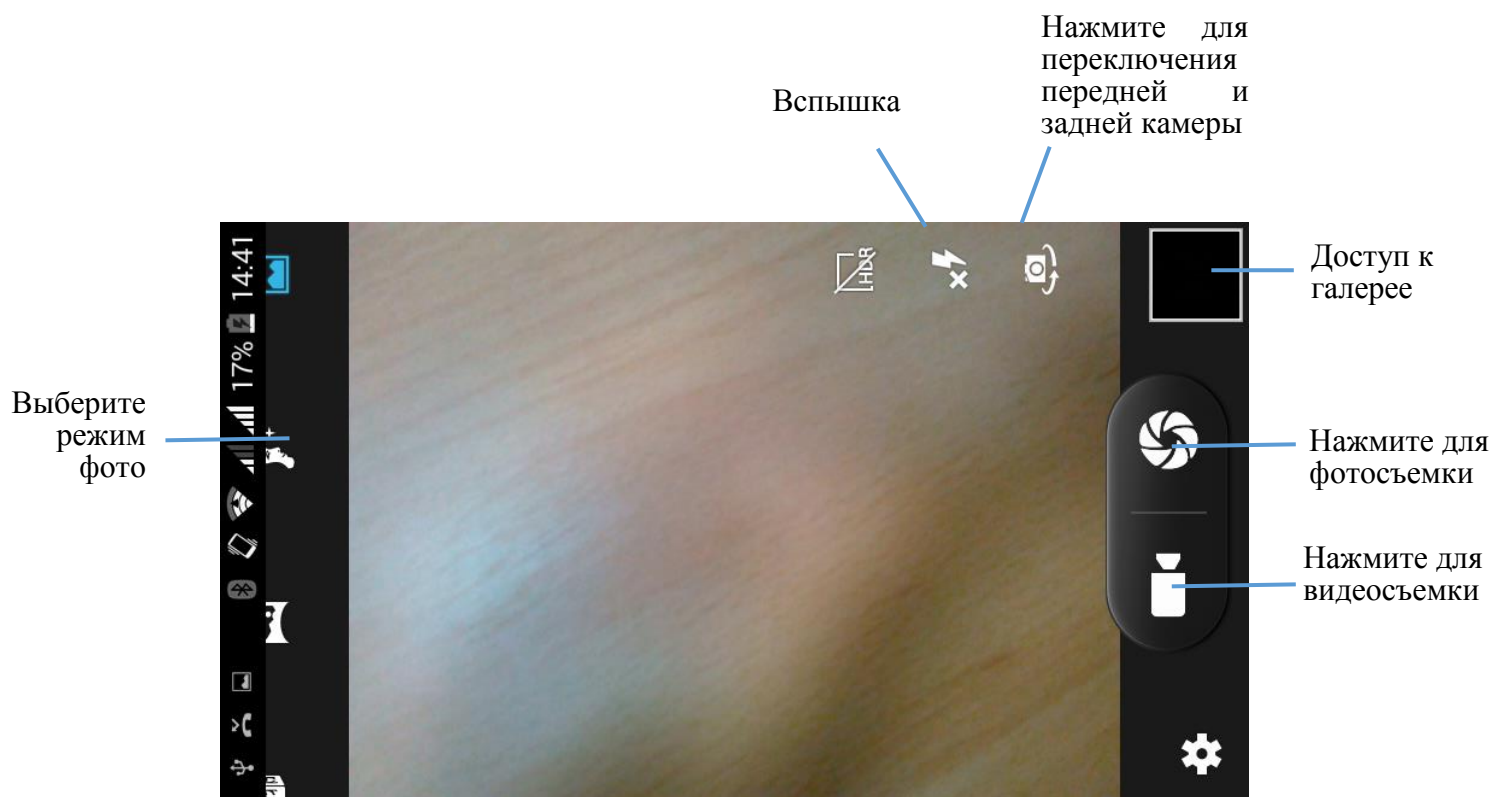 Нажмите для
переключения
передней и
задней камеры
Вспышка
14:41
17%
HDR
Доступ к
галерее
Выберите
режим
фото
Нажмите для
фотосъемки
Нажмите для
видеосъемки